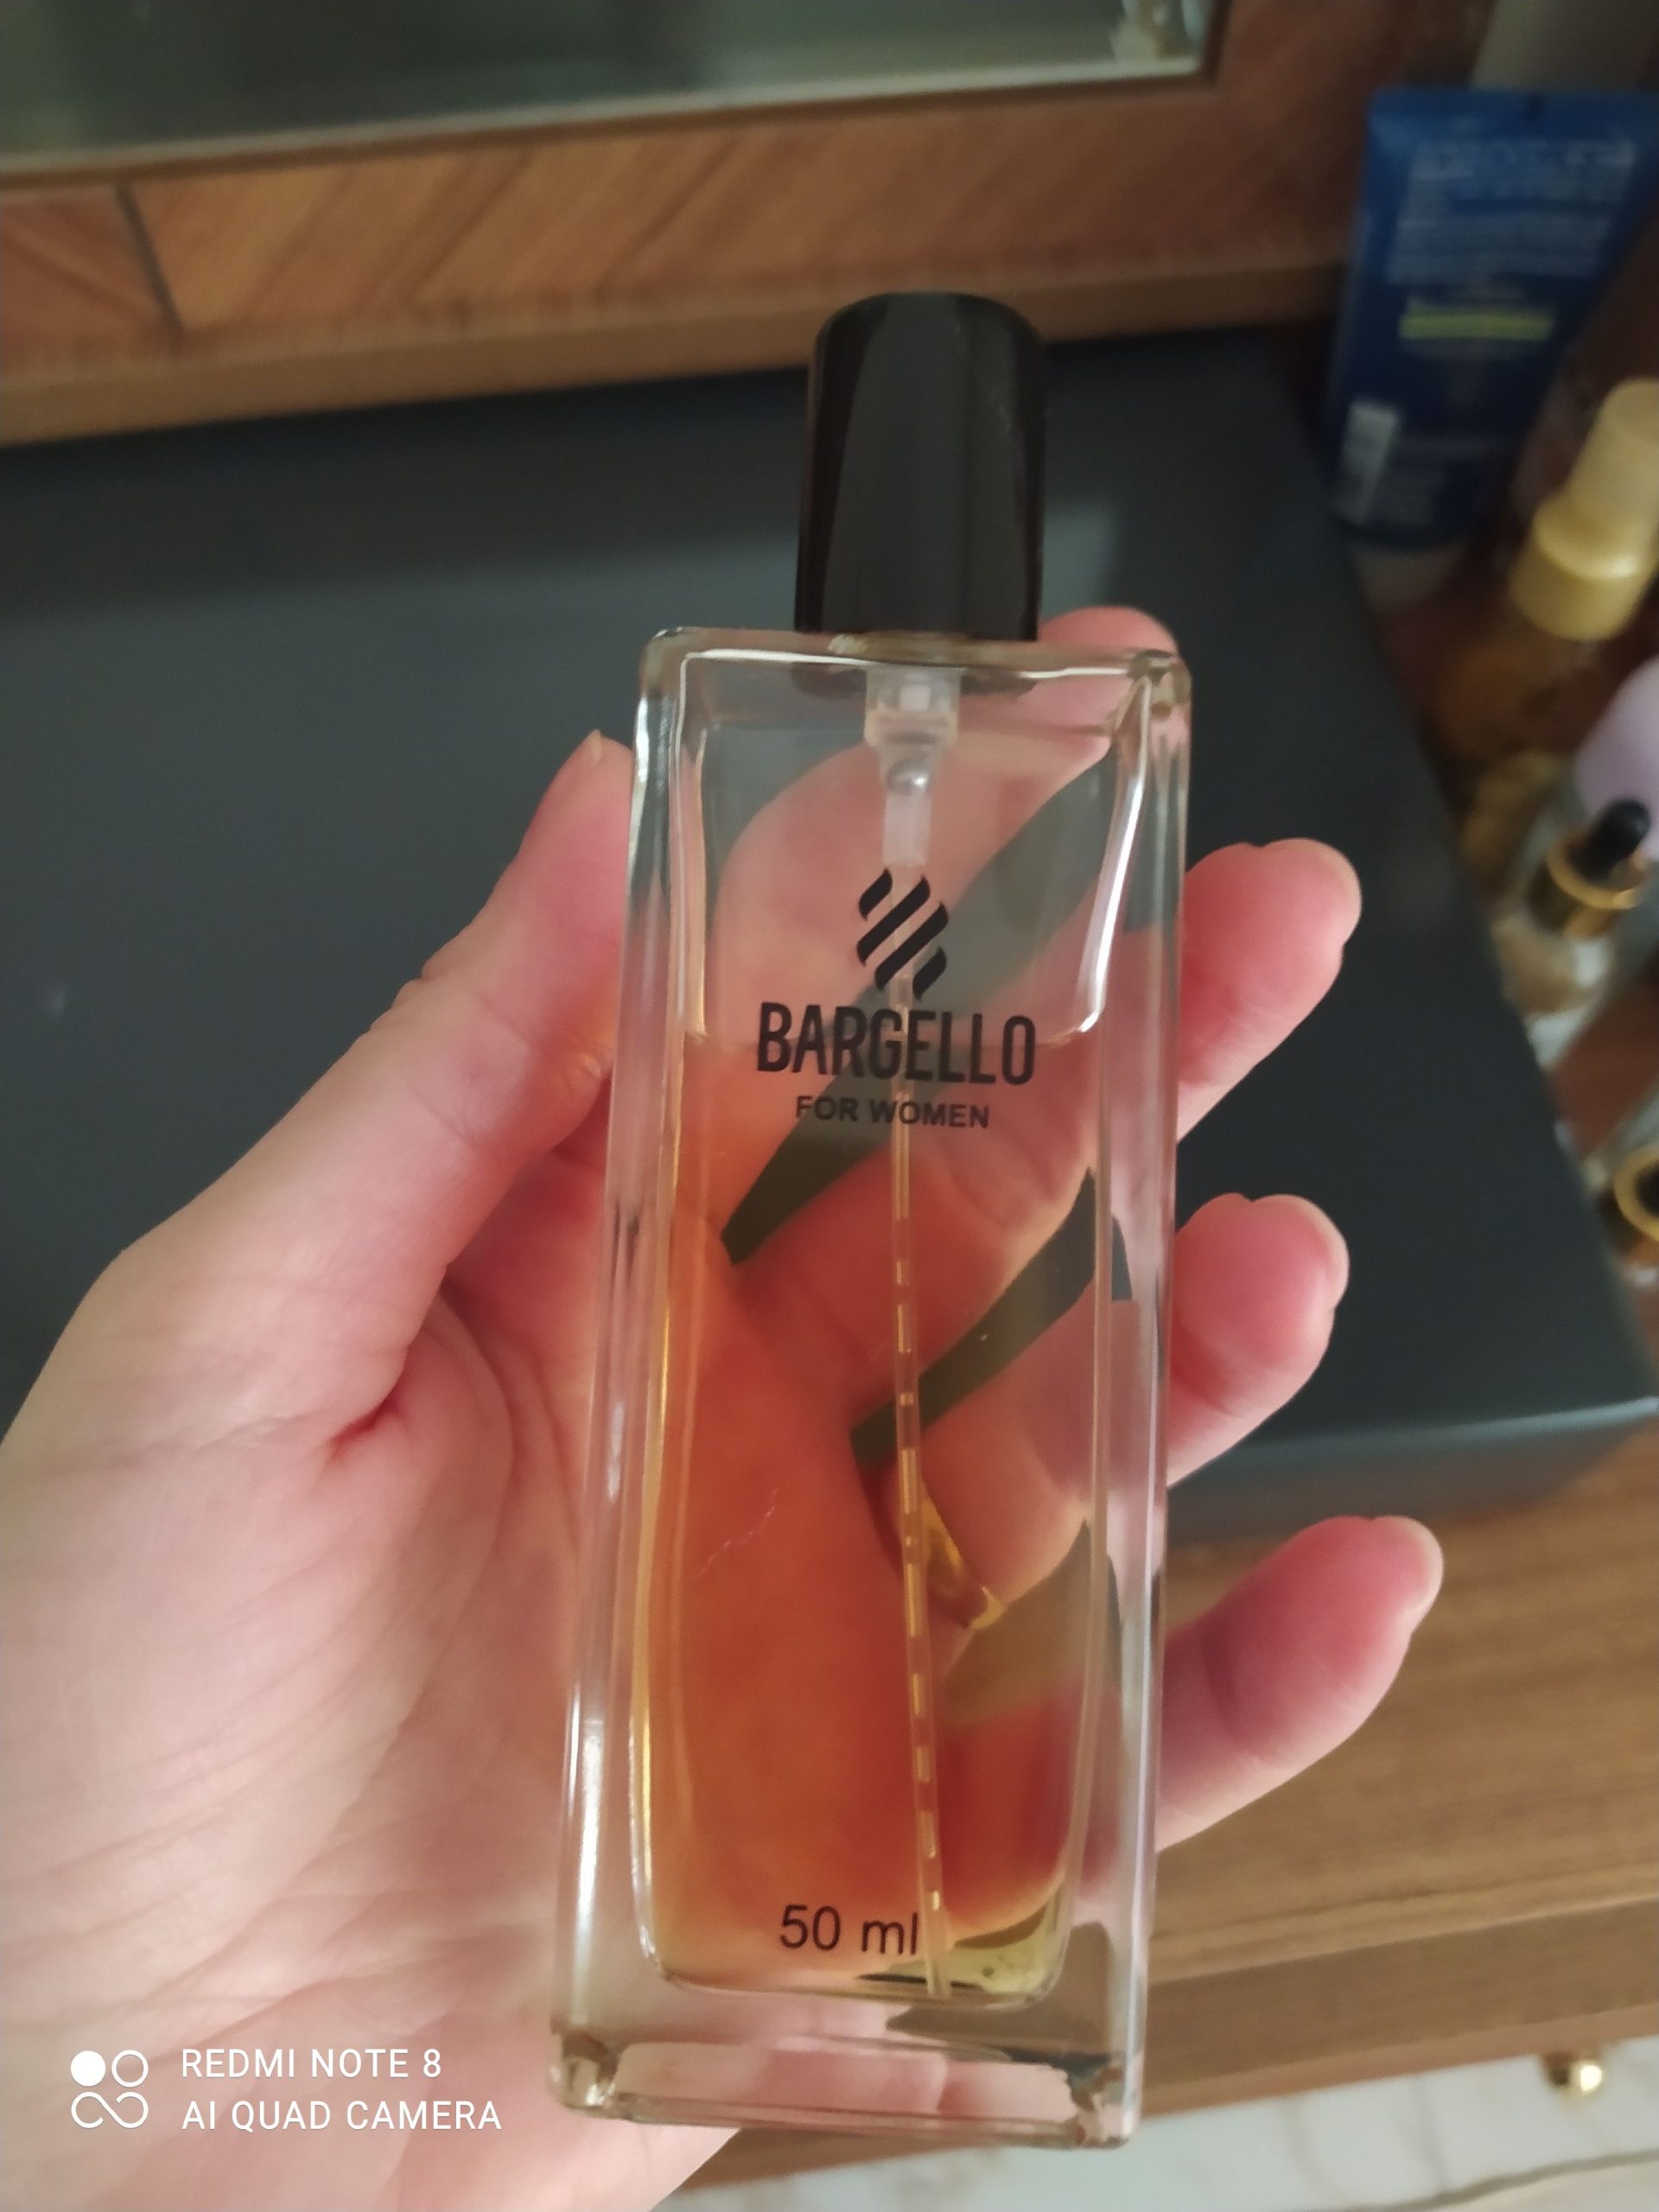 BARGELLO
FOR WOMEN
50 ml
REDMI NOTE 8
AI QUAD CAMERA